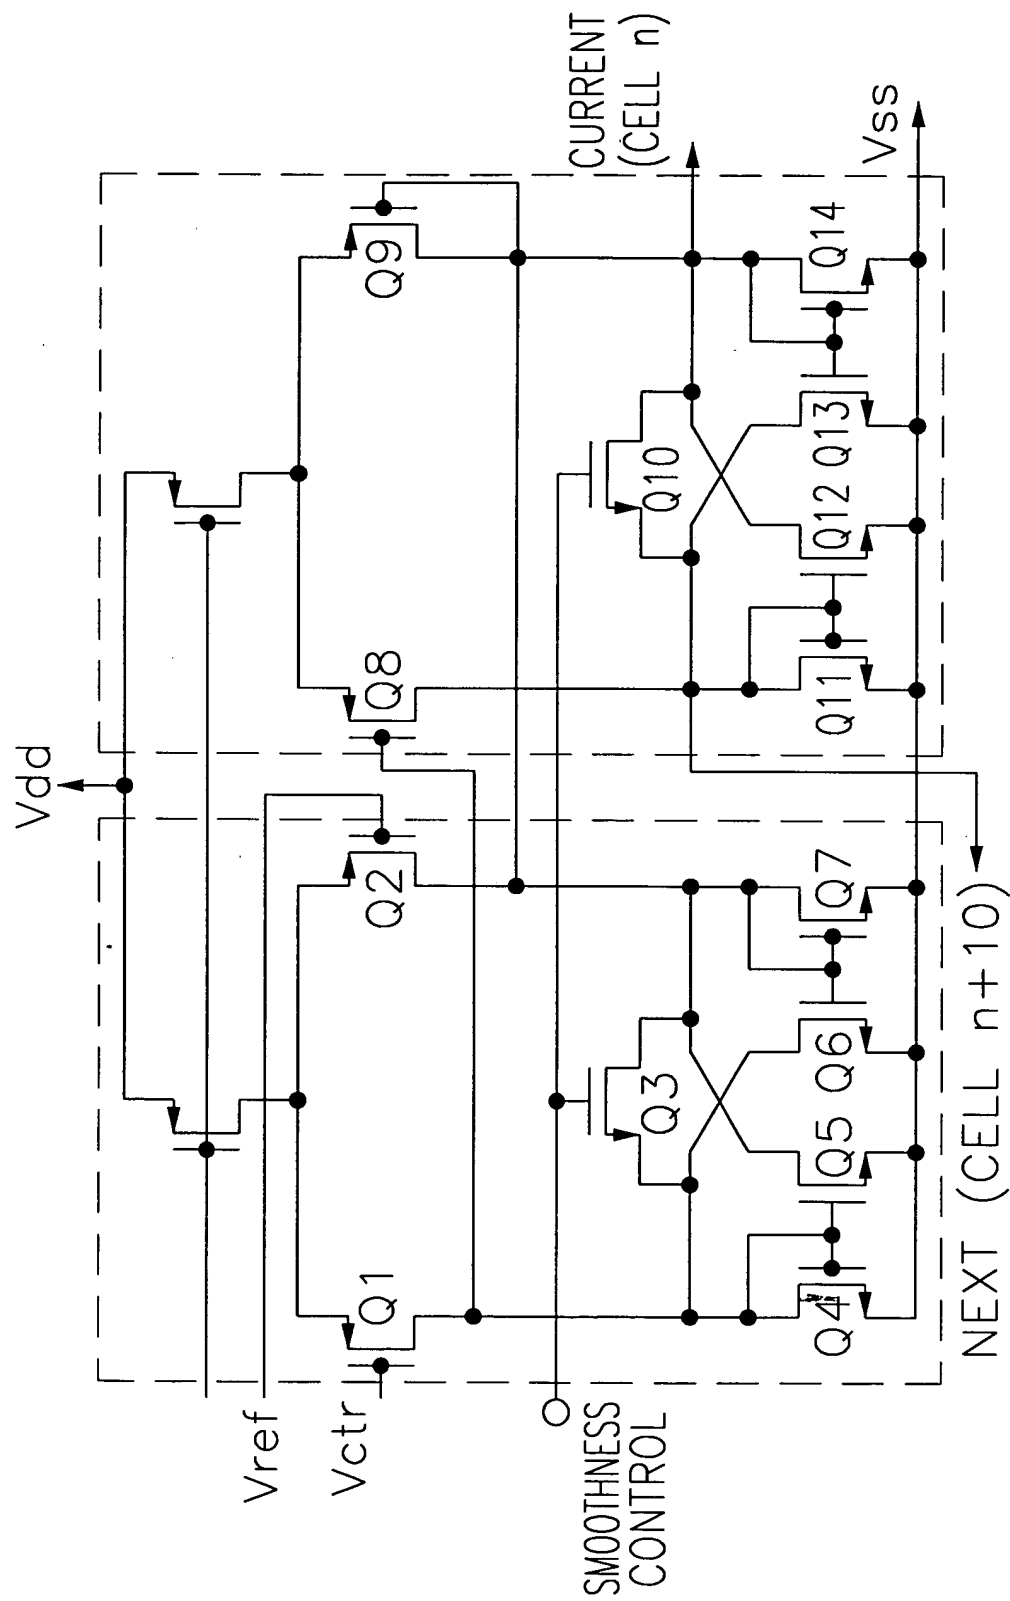 Vdd
Vref
Vctr
SMOOTHNESS
CONTROL
CURRENT
(CELL n)
Vss
NEXT (CELL n+10)
Q1
Q2
Q3
Q4
Q5
Q6
Q7
Q8
Q9
Q10
Q11
Q12
Q13
Q14